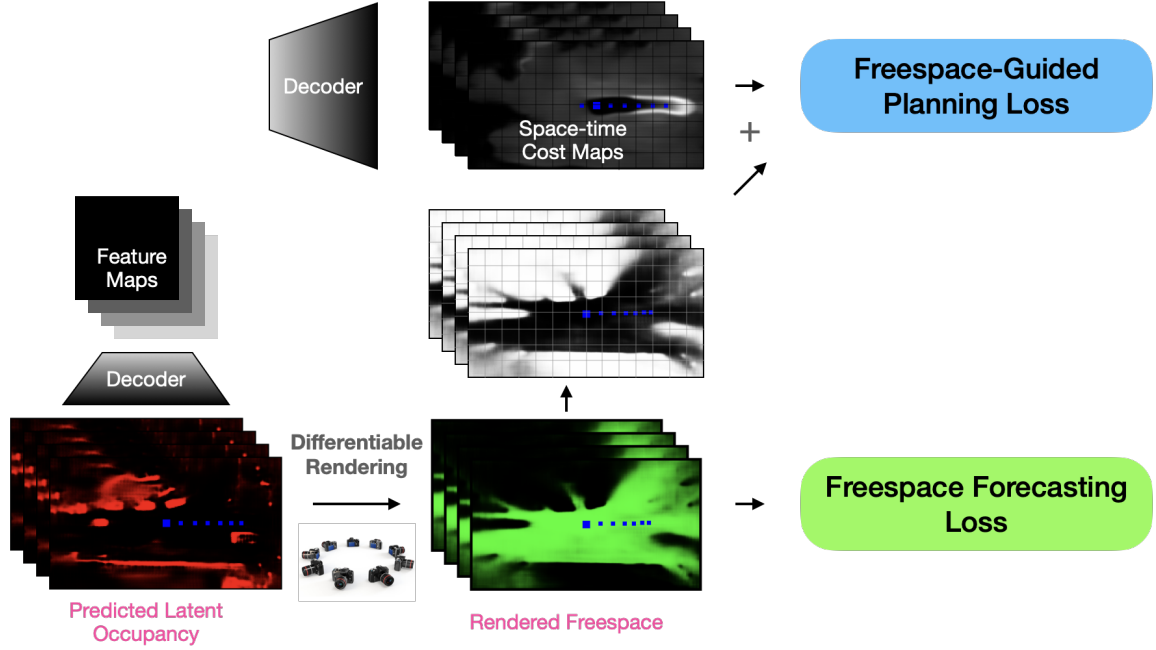 Decoder
Space-time
Cost Maps
+
Freespace-Guided
Planning Loss
Feature
Maps
Decoder
Differentiable
Rendering
Freespace Forecasting
Loss
Predicted Latent
Occupancy
Rendered Freespace